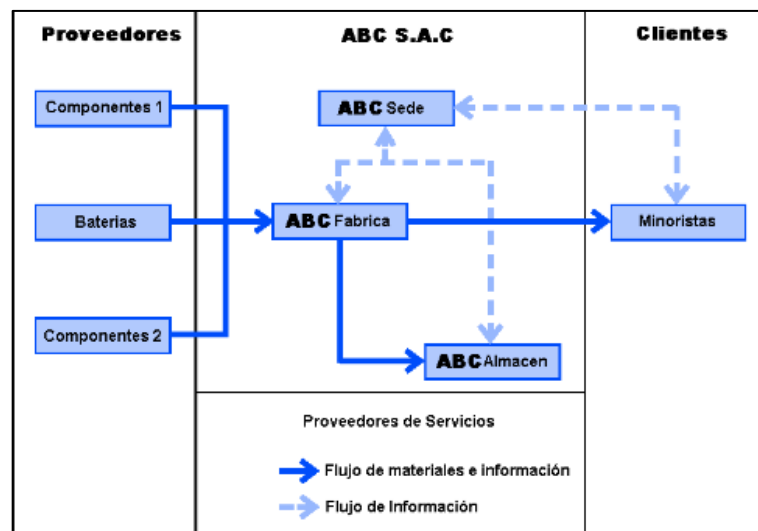 Proveedores
ABC S.A.C
Clientes
Componentes 1
ABC Sede
Baterias
ABC Fabrica
Minoristas
Componentes 2
ABC Almacen
Proveedores de Servicios
Flujo de materiales e información
Flujo de Información